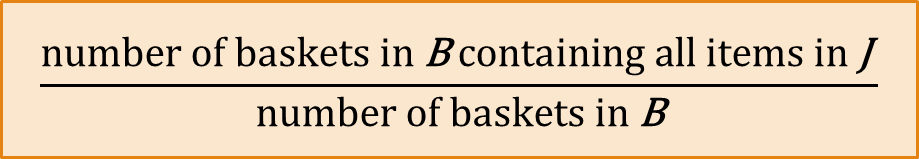 number of baskets in B containing all items in J
number of baskets in B